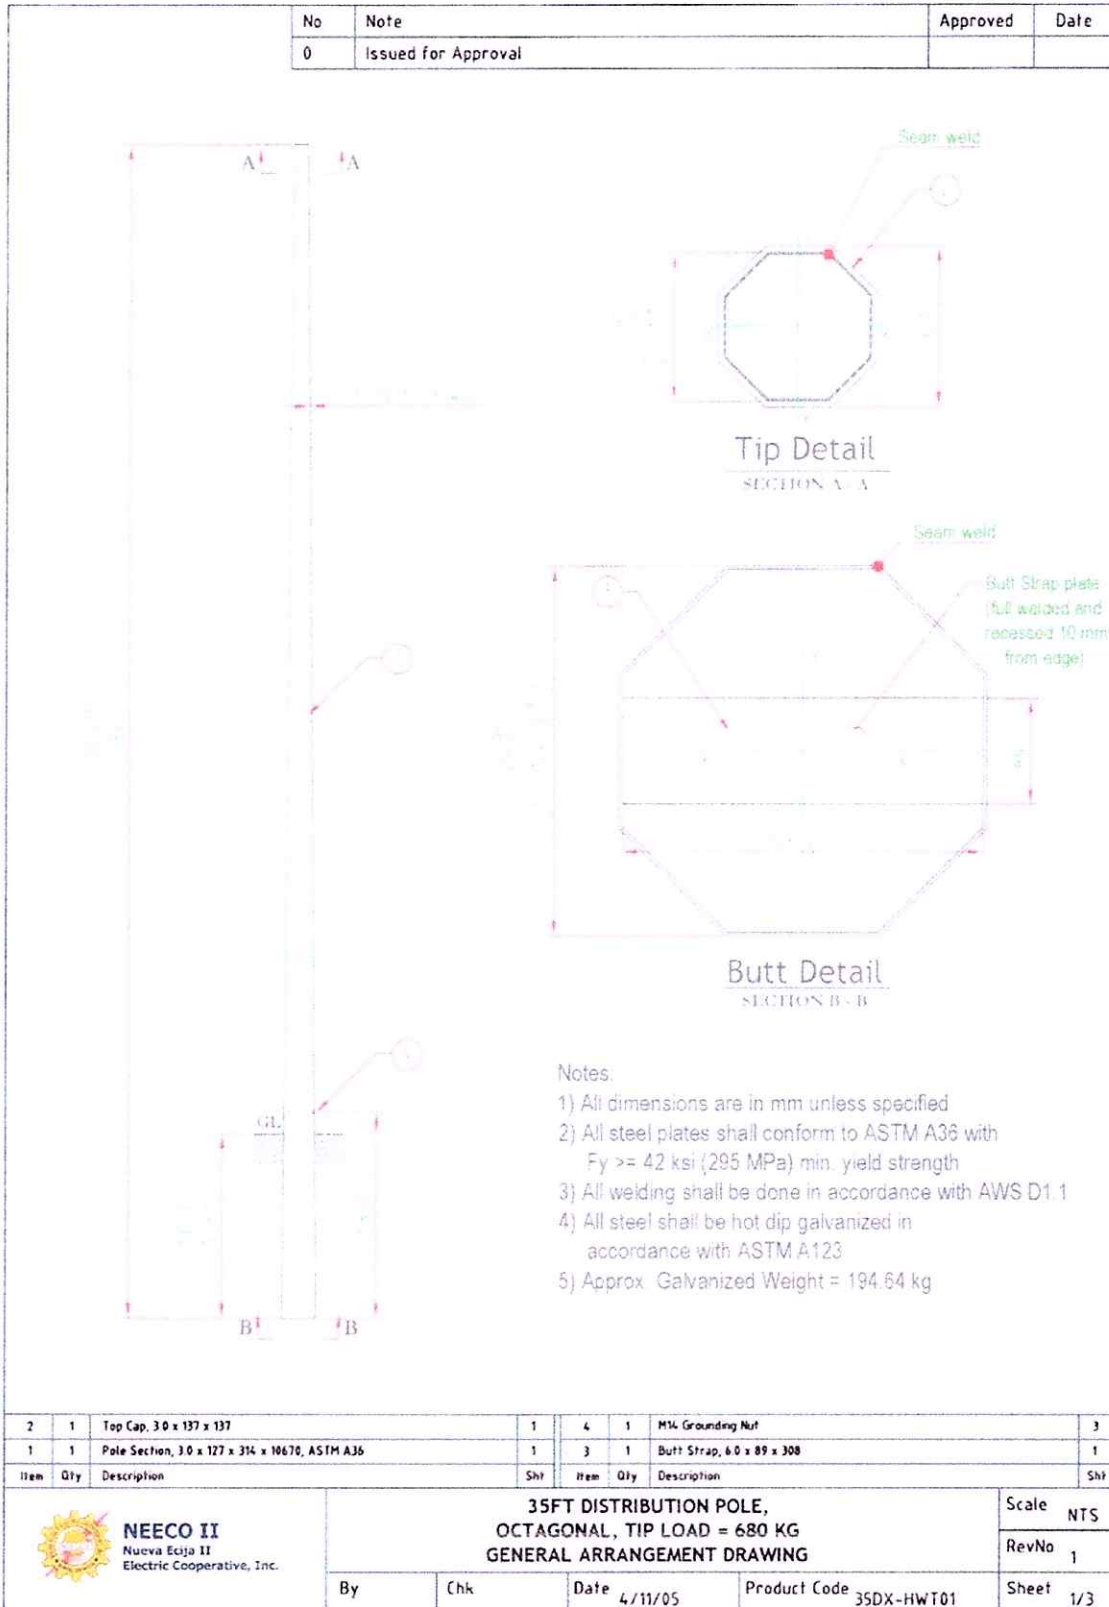 No Note Approved Date
0 Issued for Approval
A A
Seam weld
Tip Detail
SECTION A - A
Seam weld
Butt Strap plate
(full welded and
recessed 10 mm
from edge)
Butt Detail
SECTION B - B
GL
B B
Notes:
1) All dimensions are in mm unless specified
2) All steel plates shall conform to ASTM A36 with
Fy >= 42 ksi (295 MPa) min. yield strength
3) All welding shall be done in accordance with AWS D1.1
4) All steel shall be hot dip galvanized in
accordance with ASTM A123
5) Approx. Galvanized Weight = 194.64 kg
2 1 Top Cap, 3.0 x 137 x 137 1 4 1 M14 Grounding Nut 3
1 1 Pole Section, 3.0 x 127 x 314 x 10670, ASTM A36 1 3 1 Butt Strap, 6.0 x 89 x 308 1
Item Qty Description Sht Item Qty Description Sht
NEECO II
Nueva Ecija II
Electric Cooperative, Inc.
35FT DISTRIBUTION POLE,
OCTAGONAL, TIP LOAD = 680 KG
GENERAL ARRANGEMENT DRAWING
Scale NTS
RevNo 1
By Chk Date 4/11/05 Product Code 35DX-HWT01 Sheet 1/3